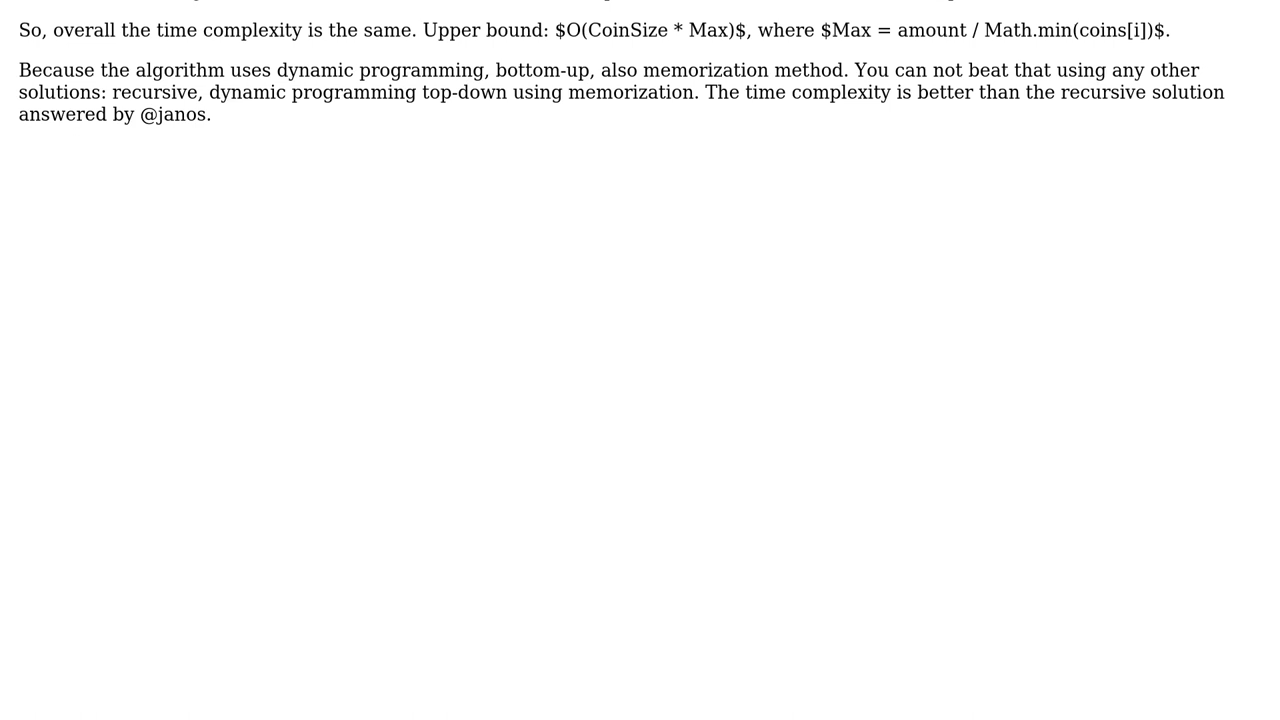 So, overall the time complexity is the same. Upper bound: $O(CoinSize * Max)$, where $Max = amount / Math.min(coins[i])$.
Because the algorithm uses dynamic programming, bottom-up, also memorization method. You can not beat that using any other
solutions: recursive, dynamic programming top-down using memorization. The time complexity is better than the recursive solution
answered by @janos.